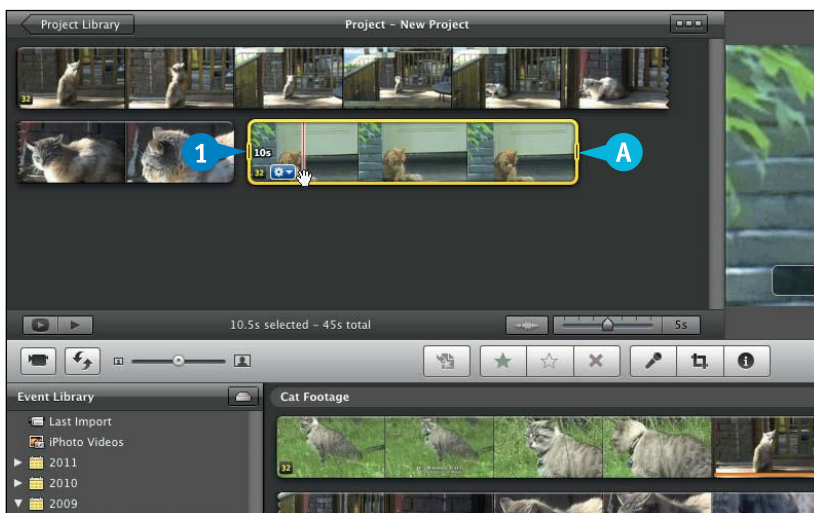 Project Library
Project – New Project
32
1
10s
32
A
10.5s selected – 45s total
5s
Event Library
Cat Footage
Last Import
iPhoto Videos
32
2011
2010
2009